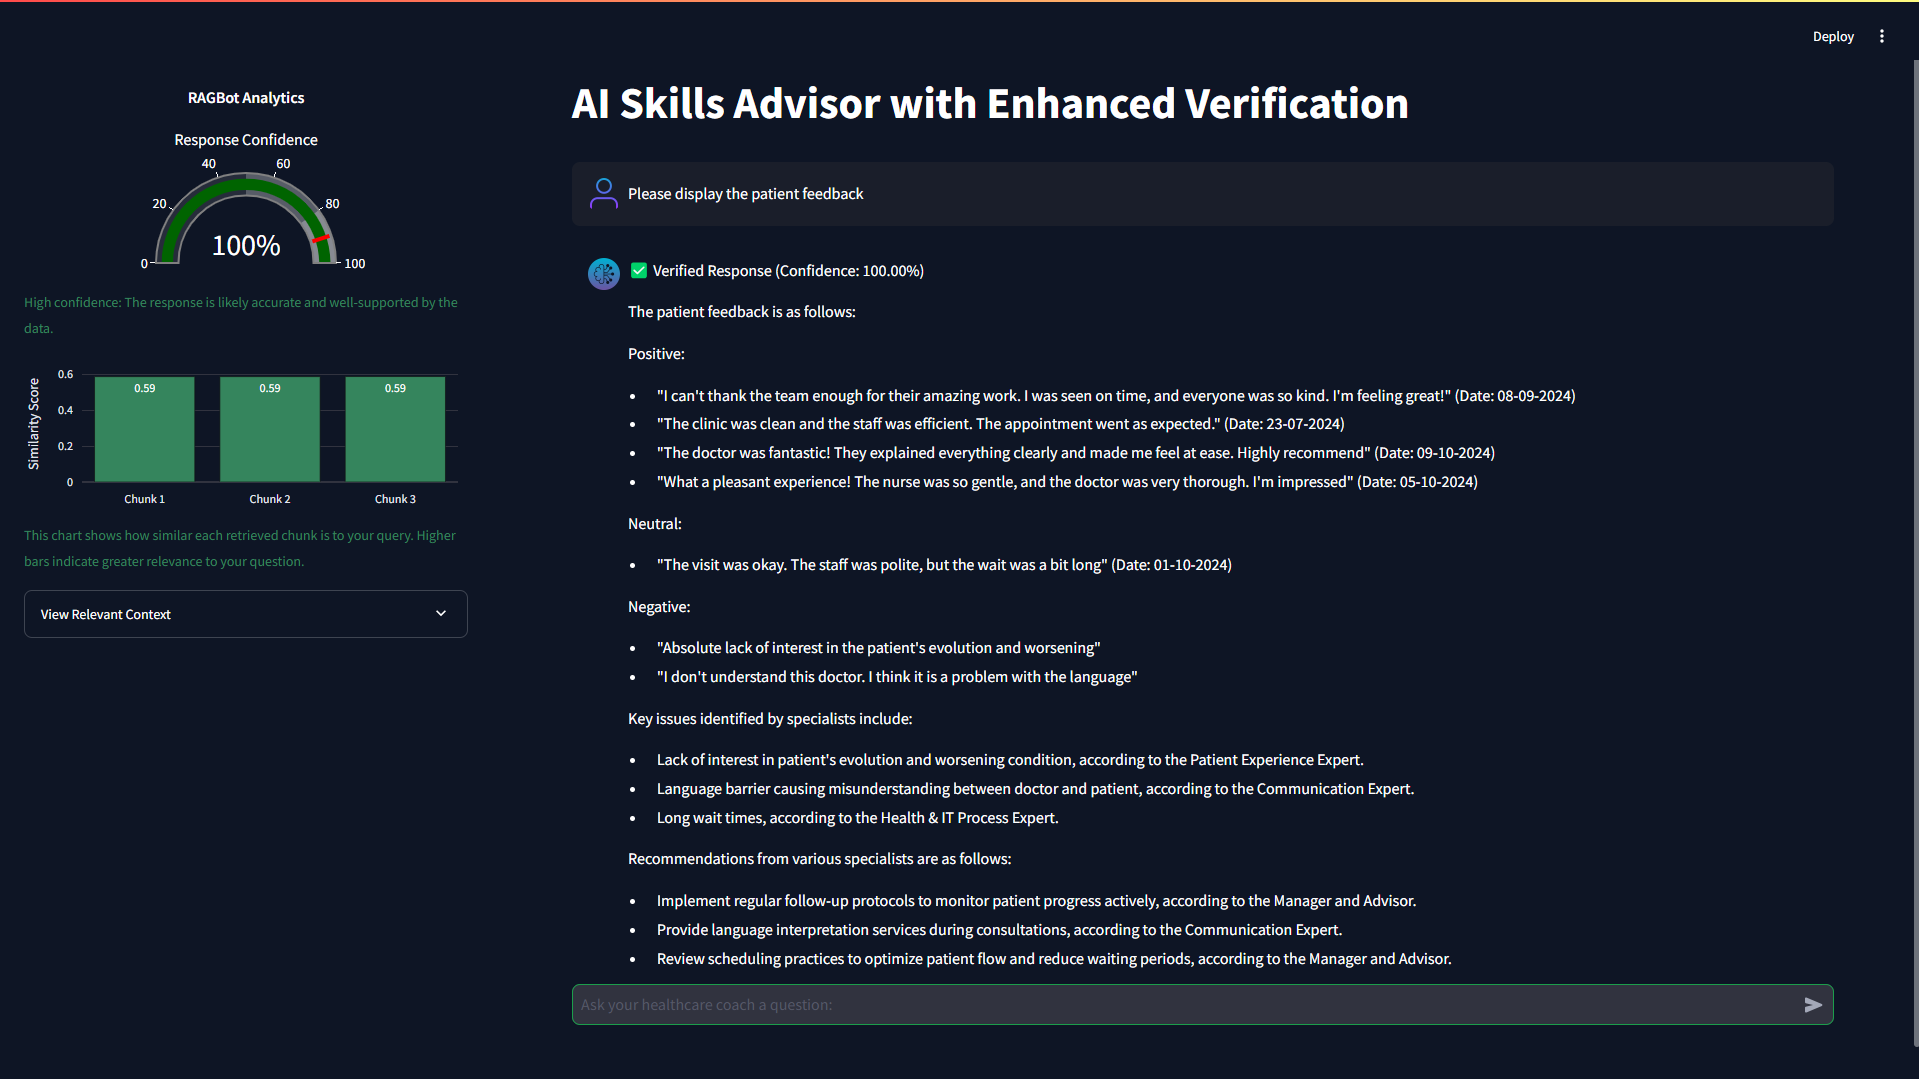 Deploy
RAGBot Analytics
Response Confidence
0
20
40
60
80
100
100%
High confidence: The response is likely accurate and well-supported by the
data.
Similarity Score
0.6
0.4
0.2
0
0.59
0.59
0.59
Chunk 1
Chunk 2
Chunk 3
This chart shows how similar each retrieved chunk is to your query. Higher
bars indicate greater relevance to your question.
View Relevant Context
AI Skills Advisor with Enhanced Verification
Please display the patient feedback
✅ Verified Response (Confidence: 100.00%)
The patient feedback is as follows:
Positive:
• "I can't thank the team enough for their amazing work. I was seen on time, and everyone was so kind. I'm feeling great!" (Date: 08-09-2024)
• "The clinic was clean and the staff was efficient. The appointment went as expected." (Date: 23-07-2024)
• "The doctor was fantastic! They explained everything clearly and made me feel at ease. Highly recommend" (Date: 09-10-2024)
• "What a pleasant experience! The nurse was so gentle, and the doctor was very thorough. I'm impressed" (Date: 05-10-2024)
Neutral:
• "The visit was okay. The staff was polite, but the wait was a bit long" (Date: 01-10-2024)
Negative:
• "Absolute lack of interest in the patient's evolution and worsening"
• "I don't understand this doctor. I think it is a problem with the language"
Key issues identified by specialists include:
• Lack of interest in patient's evolution and worsening condition, according to the Patient Experience Expert.
• Language barrier causing misunderstanding between doctor and patient, according to the Communication Expert.
• Long wait times, according to the Health & IT Process Expert.
Recommendations from various specialists are as follows:
• Implement regular follow-up protocols to monitor patient progress actively, according to the Manager and Advisor.
• Provide language interpretation services during consultations, according to the Communication Expert.
• Review scheduling practices to optimize patient flow and reduce waiting periods, according to the Manager and Advisor.
Ask your healthcare coach a question: